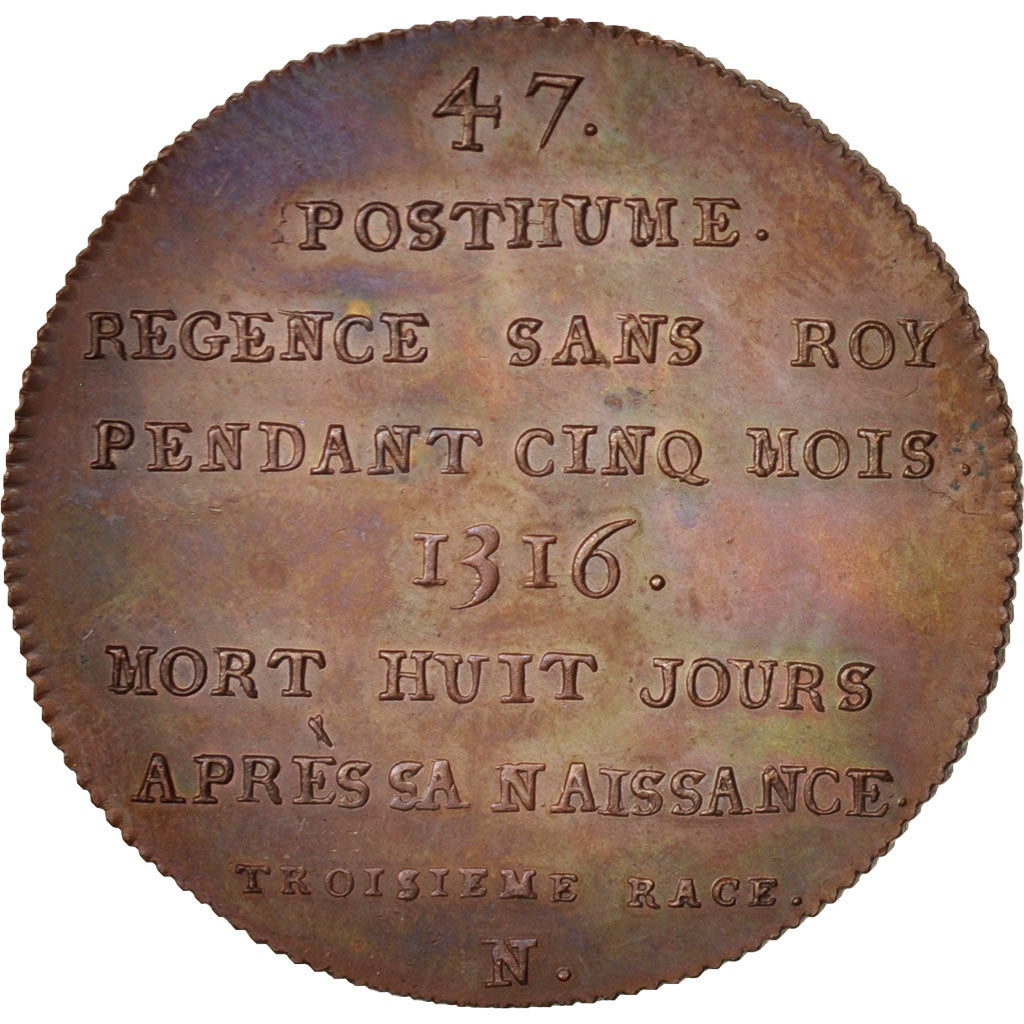 47.
POSTHUME.
REGENCE SANS ROY
PENDANT CINQ MOIS.
1316.
MORT HUIT JOURS
APRÈS SA NAISSANCE.
TROISIEME RACE.
N.